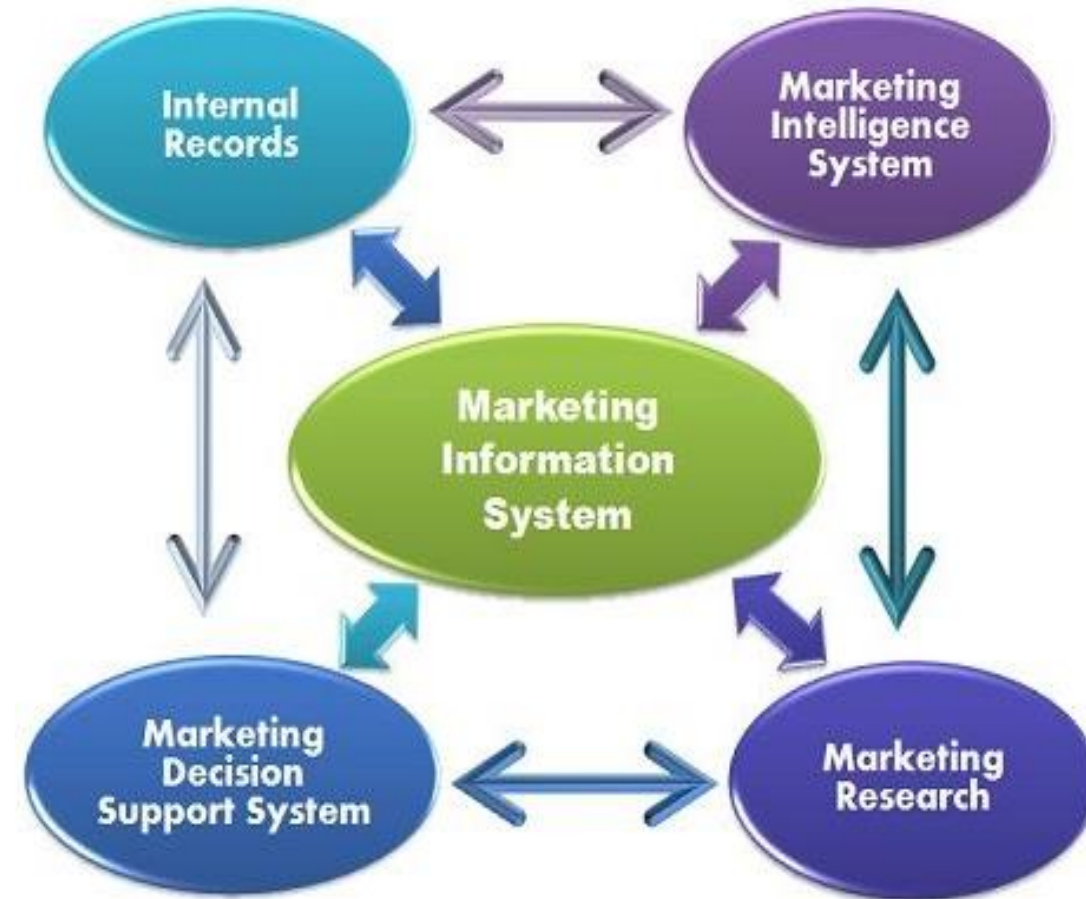 Internal
Records
Marketing
Intelligence
System
Marketing
Information
System
Marketing
Decision
Support System
Marketing
Research